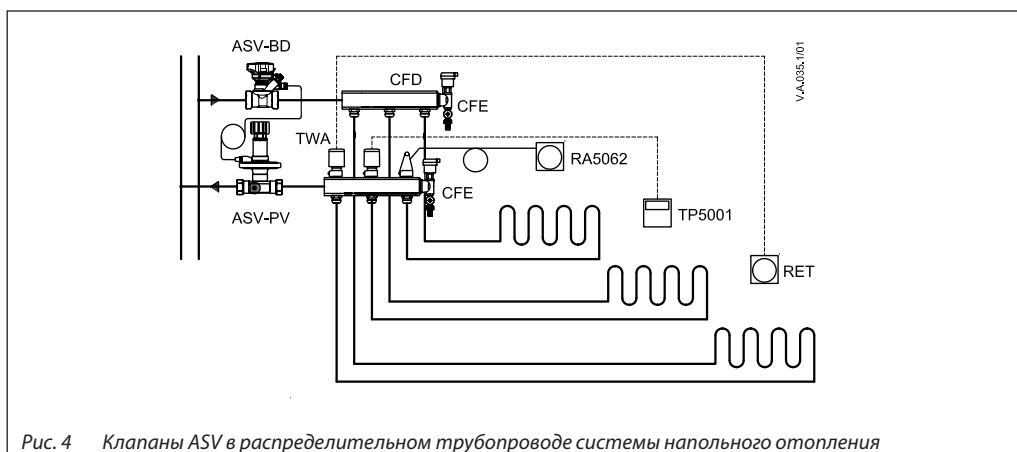 ASV-BD
CFD
CFE
V.A.035.1/01
TWA
RA5062
CFE
ASV-PV
TP5001
RET
Рис. 4 Клапаны ASV в распределительном трубопроводе системы напольного отопления